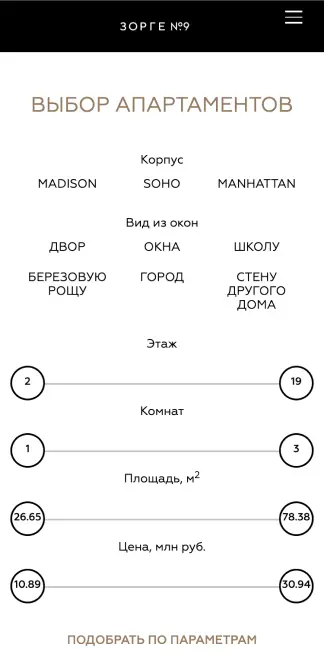 ЗОРГЕ №9
ВЫБОР АПАРТАМЕНТОВ
Корпус
MADISON SOHO MANHATTAN
Вид из окон
ДВОР ОКНА ШКОЛУ
БЕРЕЗОВУЮ РОЩУ ГОРОД СТЕНУ ДРУГОГО ДОМА
Этаж
2 19
Комнат
1 3
Площадь, м²
26.65 78.38
Цена, млн руб.
10.89 30.94
ПОДОБРАТЬ ПО ПАРАМЕТРАМ